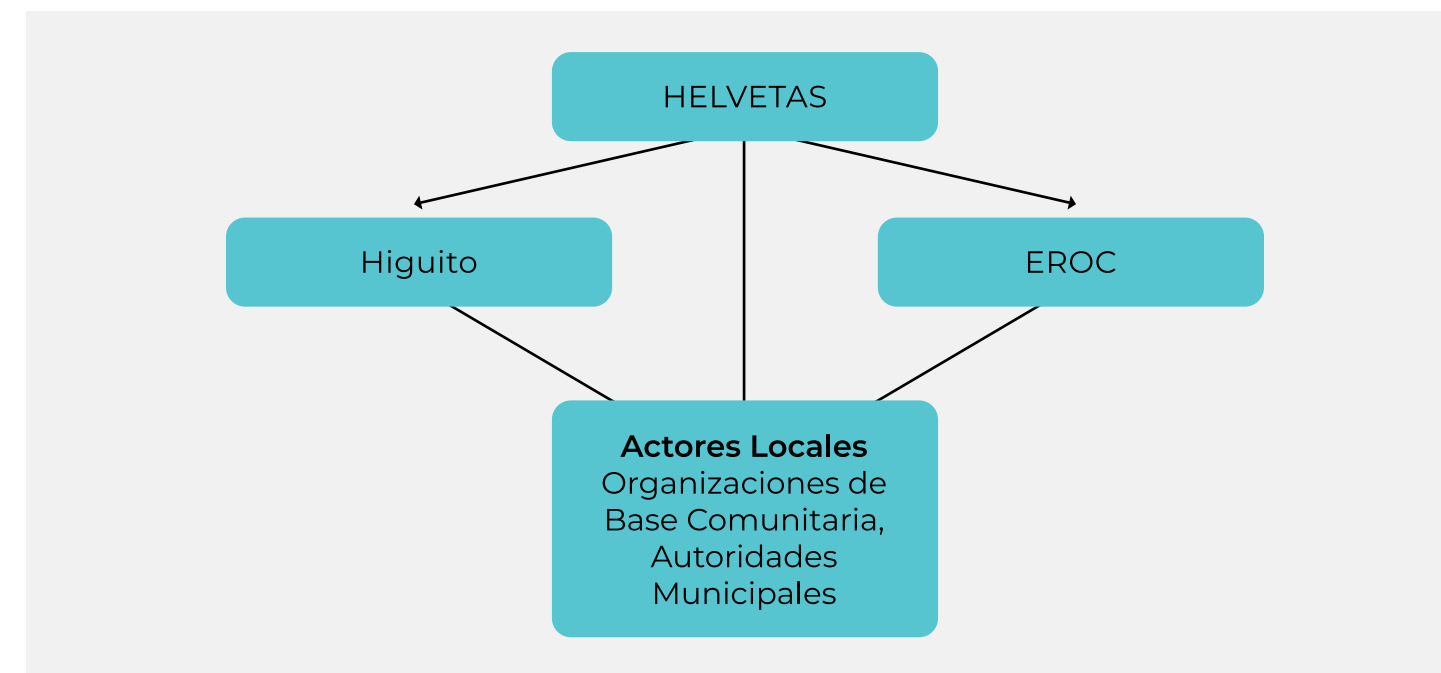 HELVETAS
Higuito
EROC
Actores Locales
Organizaciones de
Base Comunitaria,
Autoridades
Municipales